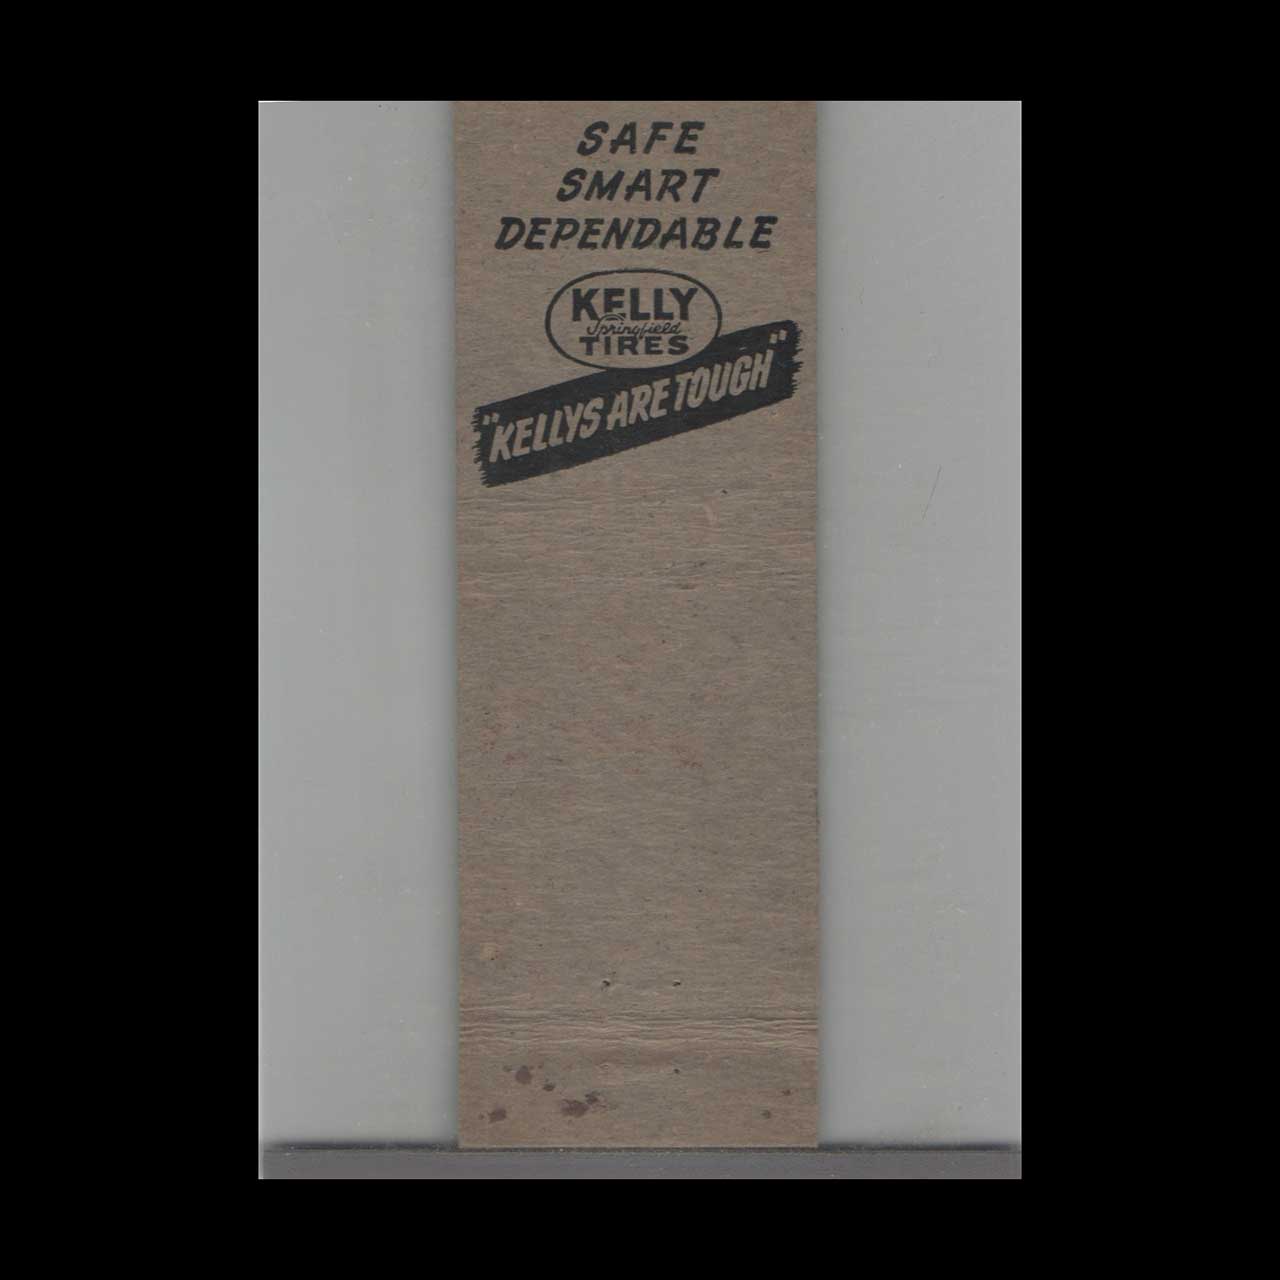 SAFE
SMART
DEPENDABLE
KELLY
Springfield
TIRES
"KELLYS ARE TOUGH"